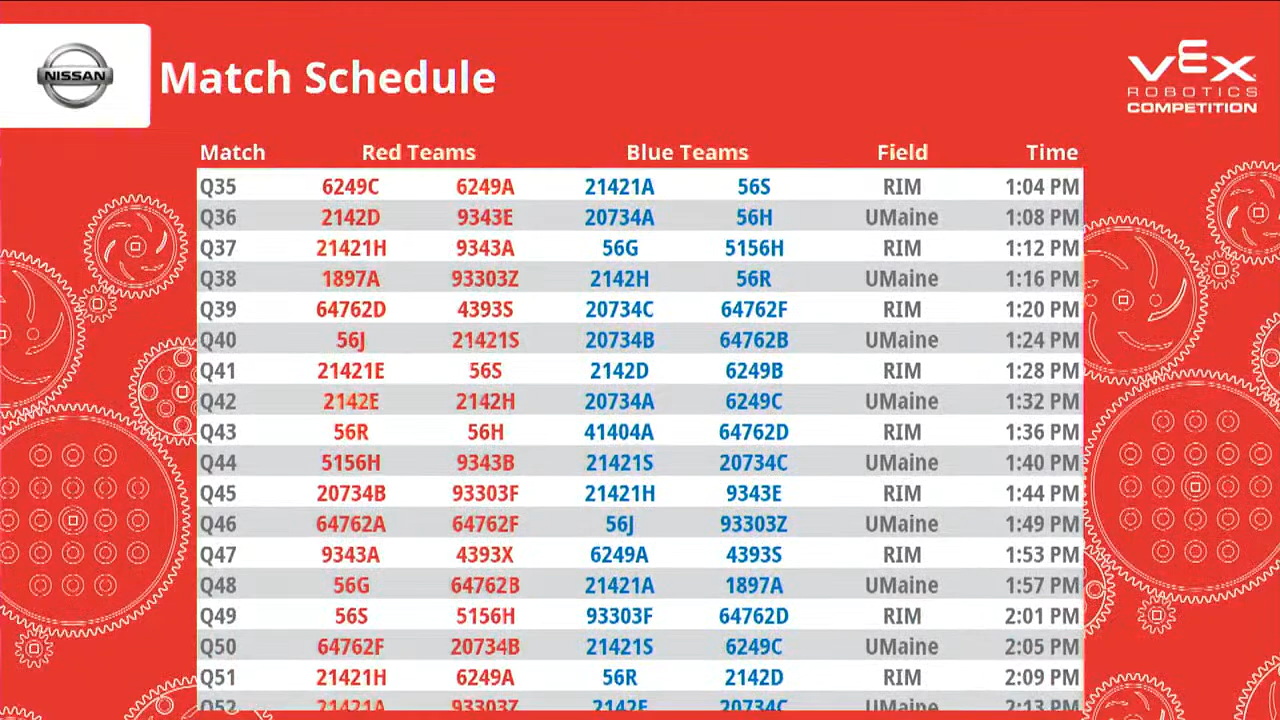 NISSAN
Match Schedule
VEX
ROBOTICS
COMPETITION
Match Red Teams Blue Teams Field Time
Q35 6249C 6249A 21421A 56S RIM 1:04 PM
Q36 2142D 9343E 20734A 56H UMaine 1:08 PM
Q37 21421H 9343A 56G 5156H RIM 1:12 PM
Q38 1897A 93303Z 2142H 56R UMaine 1:16 PM
Q39 64762D 4393S 20734C 64762F RIM 1:20 PM
Q40 56J 21421S 20734B 64762B UMaine 1:24 PM
Q41 21421E 56S 2142D 6249B RIM 1:28 PM
Q42 2142E 2142H 20734A 6249C UMaine 1:32 PM
Q43 56R 56H 41404A 64762D RIM 1:36 PM
Q44 5156H 9343B 21421S 20734C UMaine 1:40 PM
Q45 20734B 93303F 21421H 9343E RIM 1:44 PM
Q46 64762A 64762F 56J 93303Z UMaine 1:49 PM
Q47 9343A 4393X 6249A 4393S RIM 1:53 PM
Q48 56G 64762B 21421A 1897A UMaine 1:57 PM
Q49 56S 5156H 93303F 64762D RIM 2:01 PM
Q50 64762F 20734B 21421S 6249C UMaine 2:05 PM
Q51 21421H 6249A 56R 2142D RIM 2:09 PM
Q52 21421A 93303Z 20734C UMaine 2:13 PM